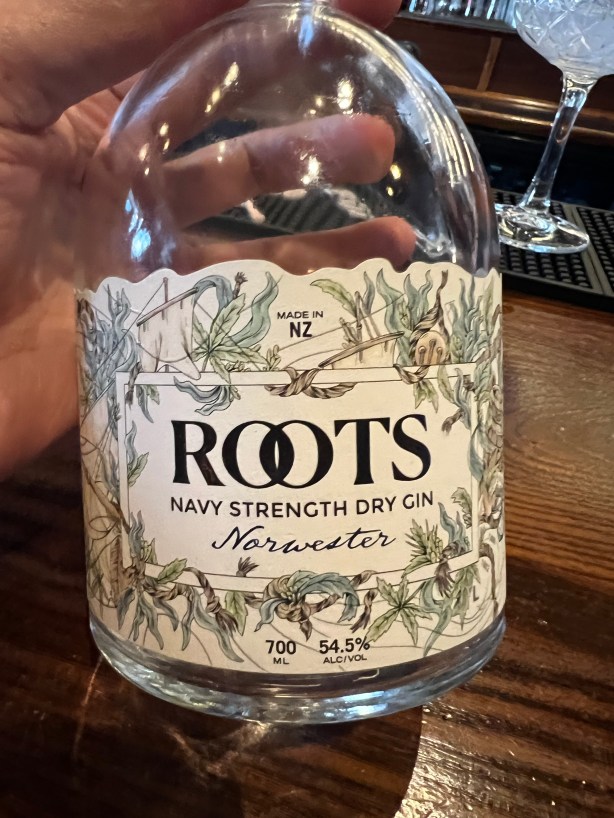 MADE IN
NZ
ROOTS
NAVY STRENGTH DRY GIN
Norwester
700 54.5%
ML ALC/VOL